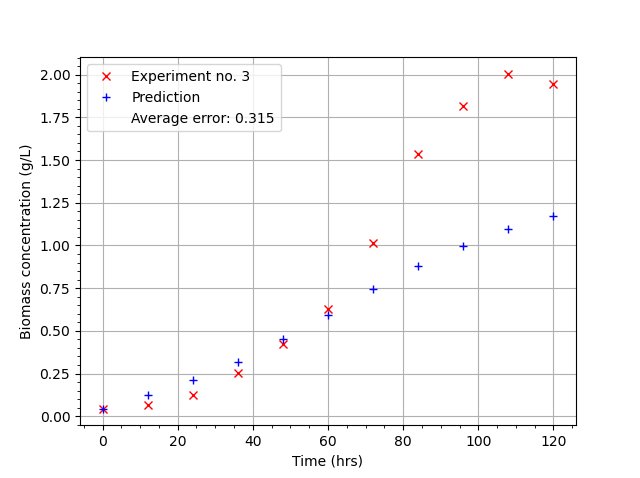 Experiment no. 3
Prediction
Average error: 0.315
2.00
1.75
1.50
1.25
1.00
0.75
0.50
0.25
0.00
Biomass concentration (g/L)
0 20 40 60 80 100 120
Time (hrs)